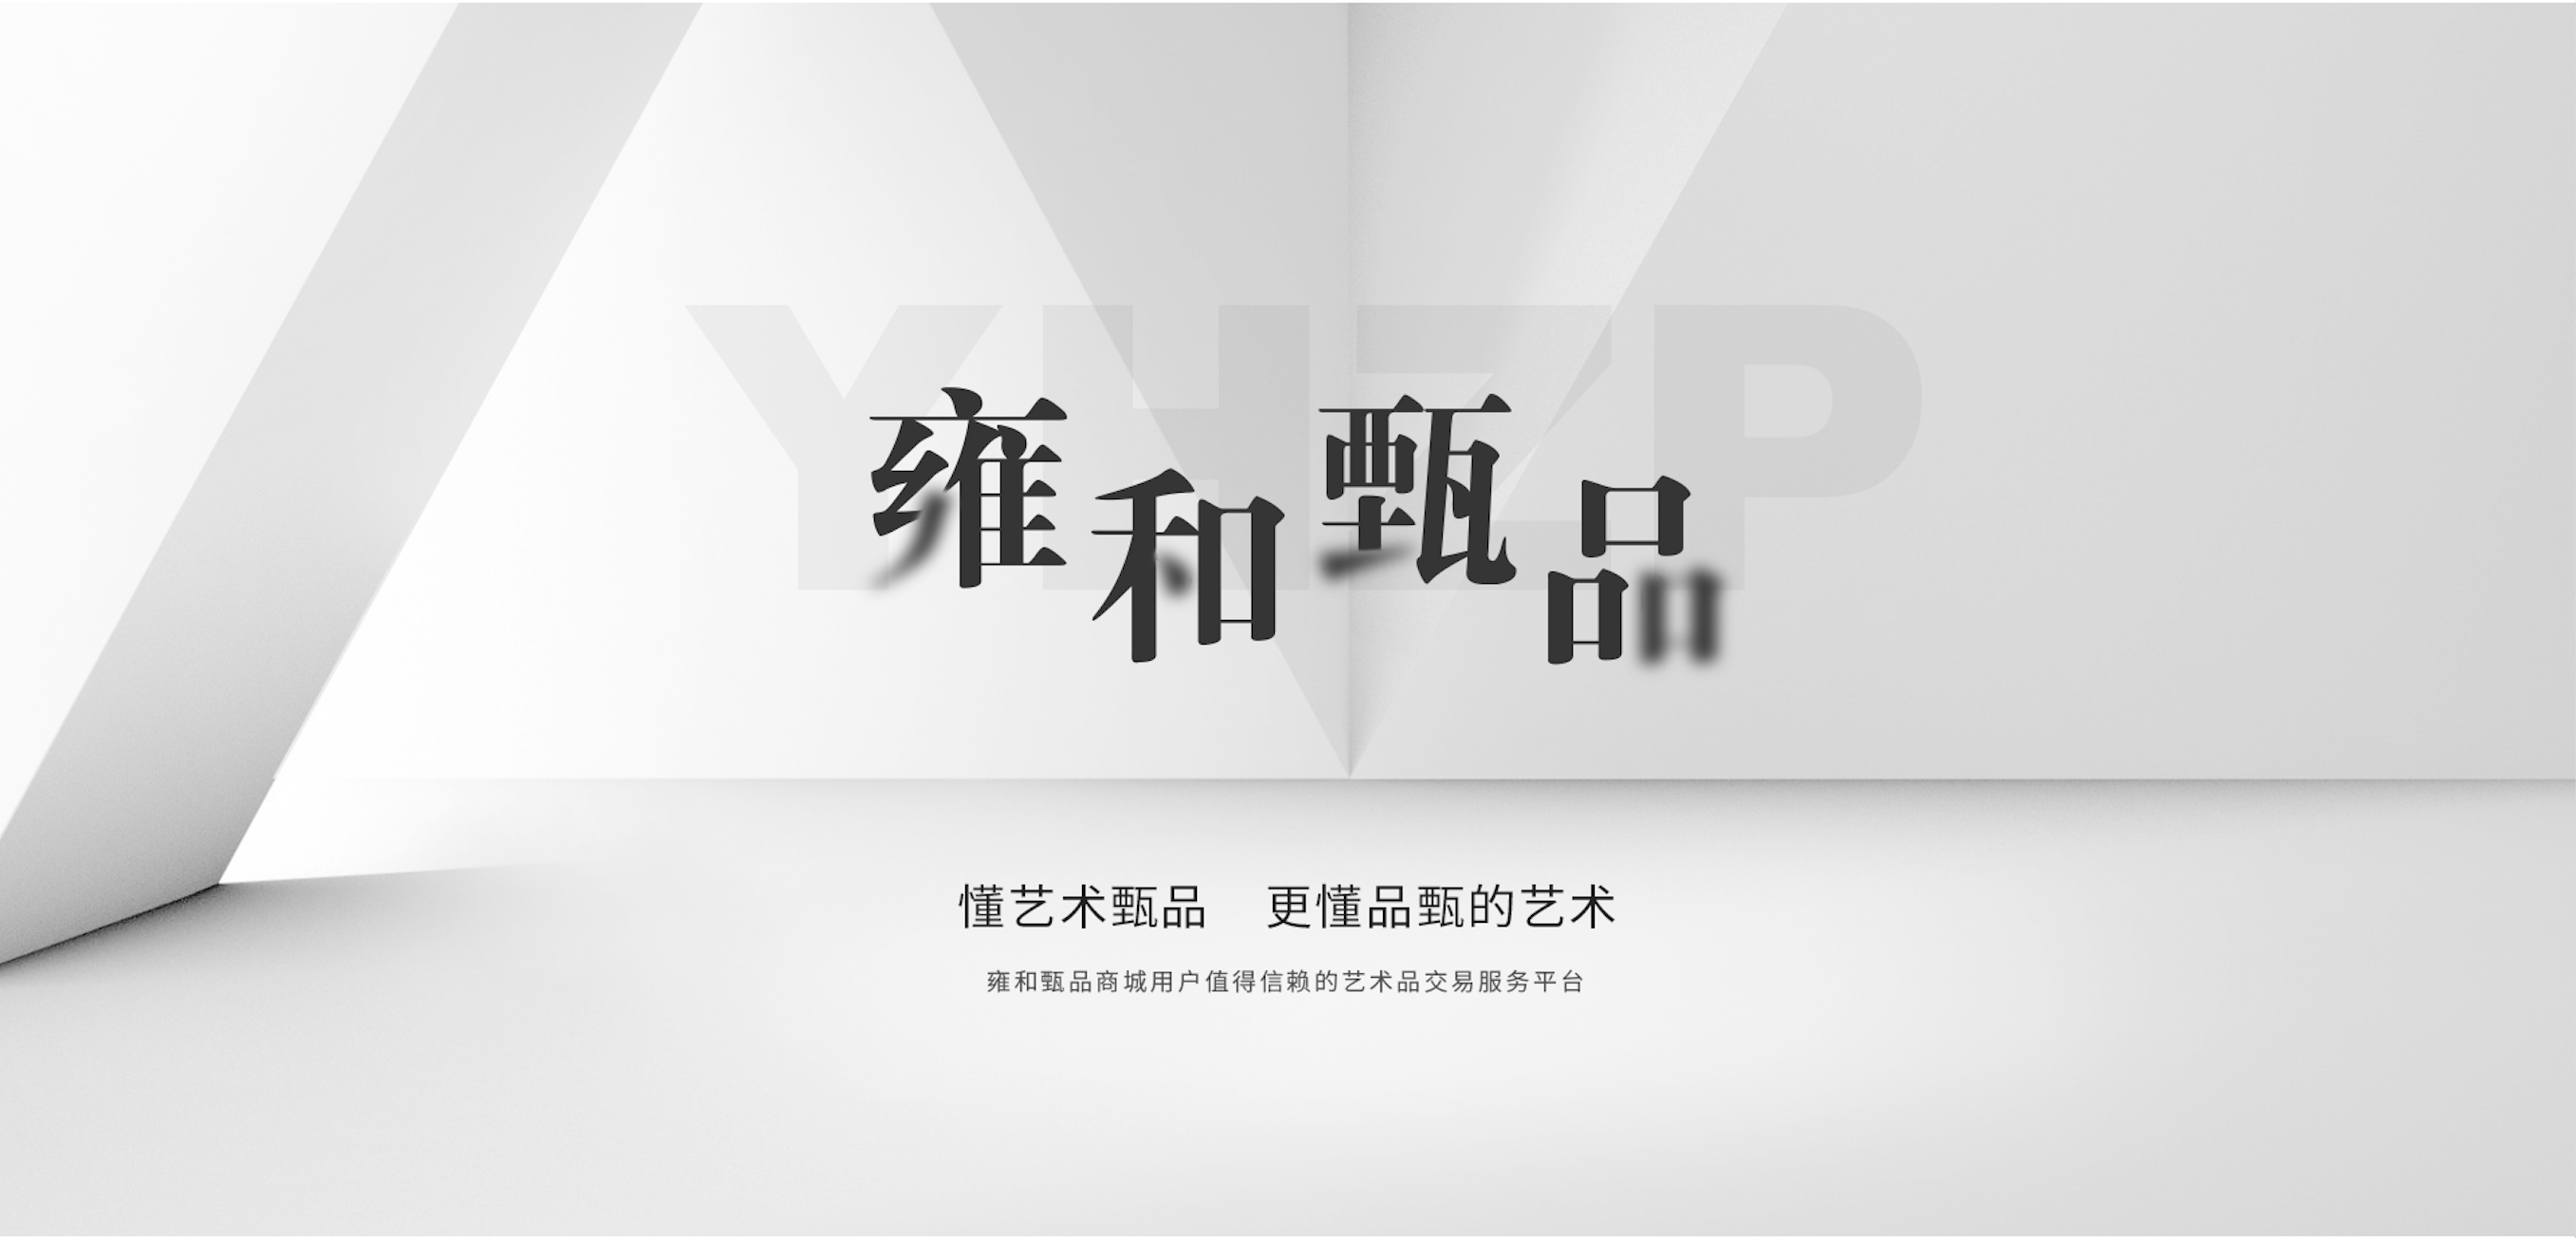 YHZP
雍和甄品
懂艺术甄品 更懂品甄的艺术
雍和甄品商城用户值得信赖的艺术品交易服务平台